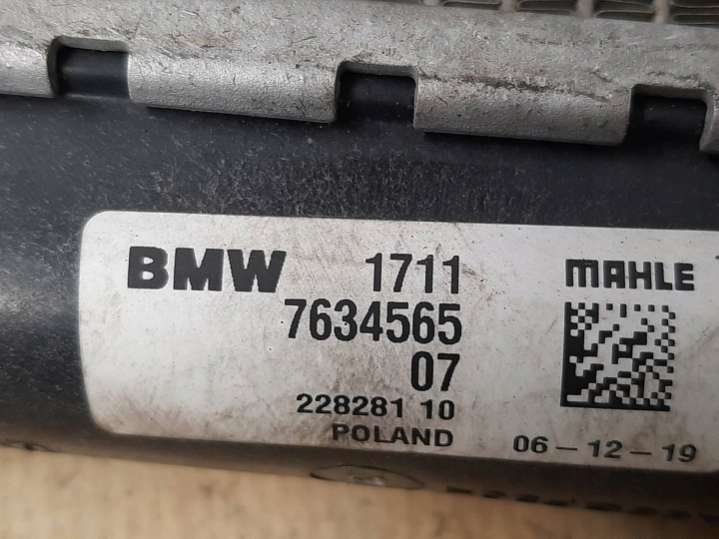 BMW 1711 MAHLE
7634565
07
228281 10
POLAND 06-12-19